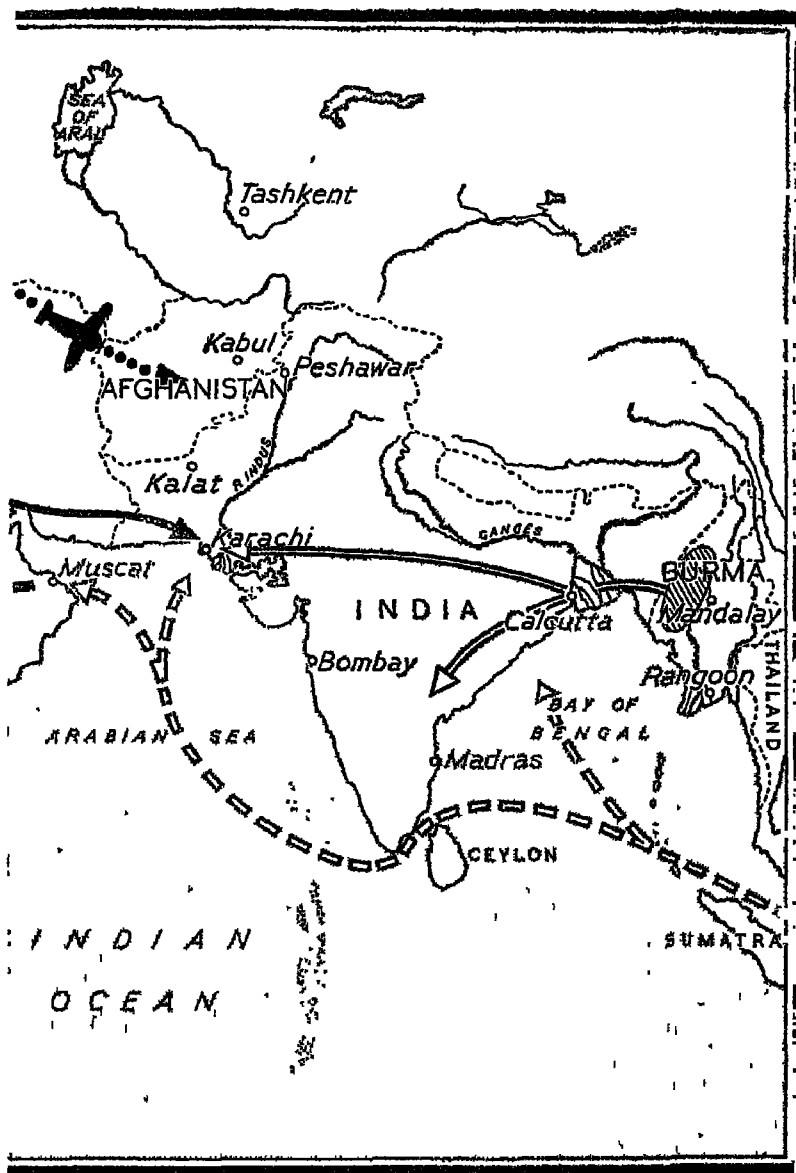 SEA
OF
ARAL
Tashkent
Kabul
Peshawar
AFGHANISTAN
R.INDUS
Kalat
Karachi
GANGES
Muscat
BURMA
INDIA
Calcutta
Mandalay
Bombay
Rangoon
THAILAND
ARABIAN SEA
BAY OF
BENGAL
Madras
CEYLON
INDIAN
OCEAN
SUMATRA